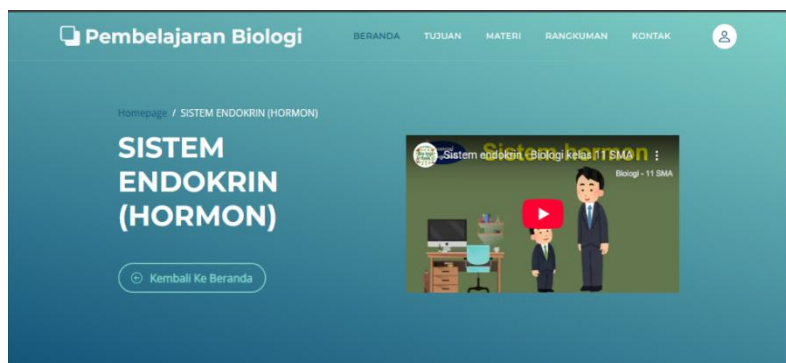 Pembelajaran Biologi
BERANDA TUJUAN MATERI RANGKUMAN KONTAK
Homepage / SISTEM ENDOKRIN (HORMON)
SISTEM
ENDOKRIN
(HORMON)
Kembali Ke Beranda
Sistem hormon
Sistem endokrin - Biologi kelas 11 SMA
Biologi - 11 SMA